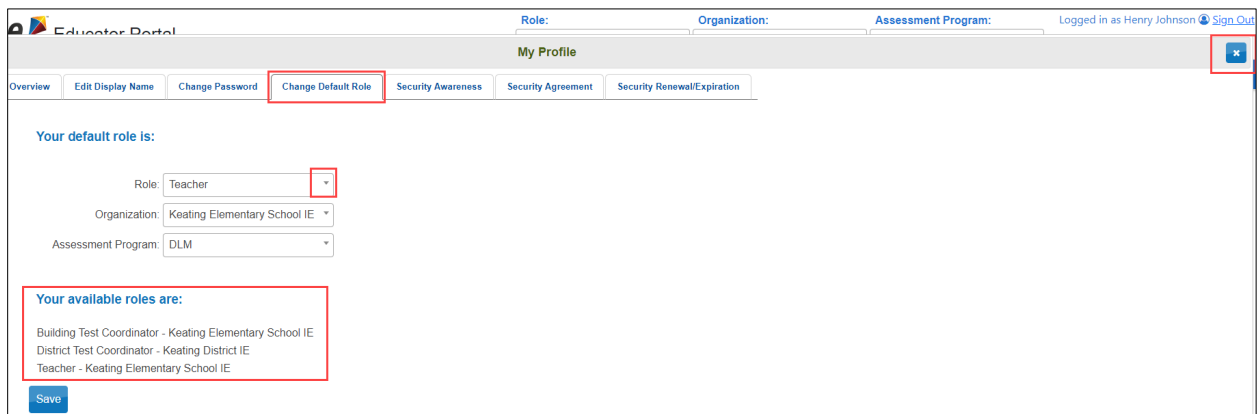 e Educator Portal
Role: Organization: Assessment Program: Logged in as Henry Johnson Sign Out
My Profile
Overview Edit Display Name Change Password Change Default Role Security Awareness Security Agreement Security Renewal/Expiration
Your default role is:
Role: Teacher
Organization: Keating Elementary School IE
Assessment Program: DLM
Your available roles are:
Building Test Coordinator - Keating Elementary School IE
District Test Coordinator - Keating District IE
Teacher - Keating Elementary School IE
Save